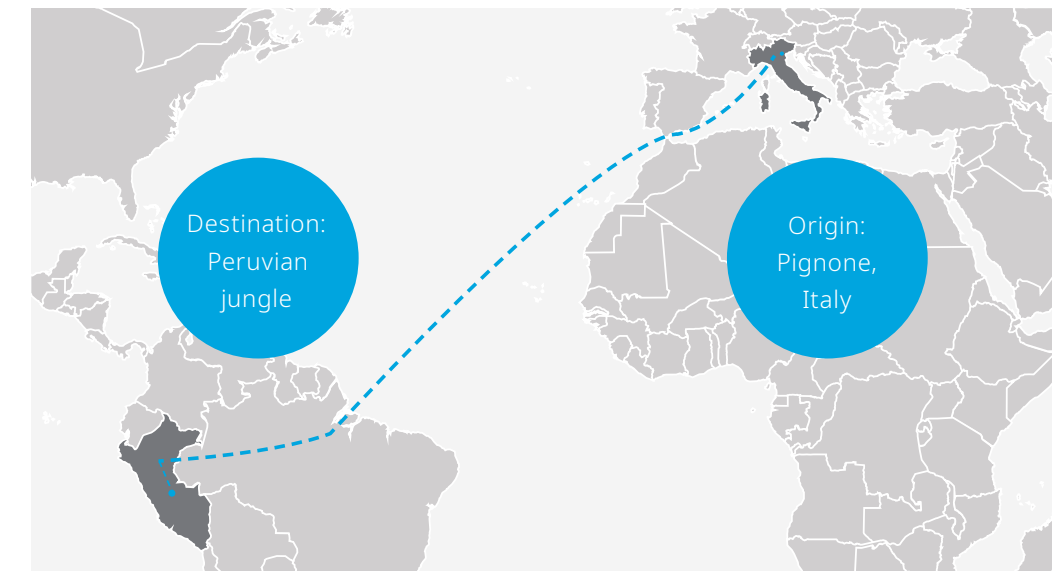 Destination:
Peruvian
jungle
Origin:
Pignone,
Italy